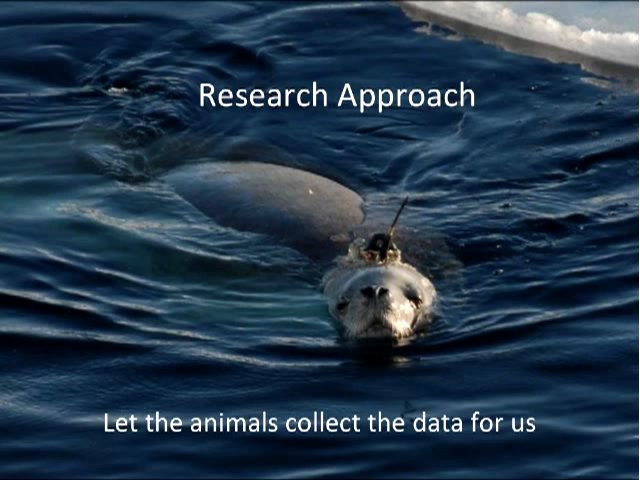 Research Approach
Let the animals collect the data for us